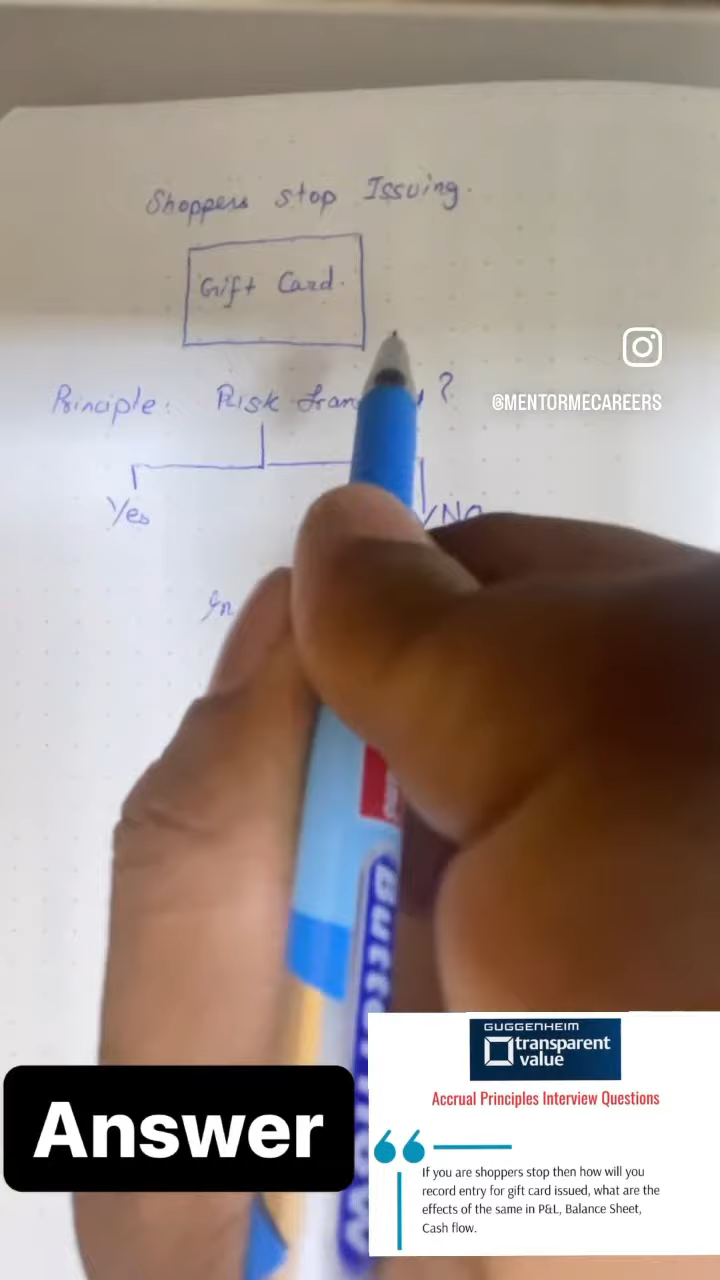 Shoppers stop Issuing.
Gift Card.
@MENTORMECAREERS
Principle: Risk ?
Yes
NO
Butterflow
Answer
GUGGENHEIM
transparent
value
Accrual Principles Interview Questions
If you are shoppers stop then how will you
record entry for gift card issued, what are the
effects of the same in P&L, Balance Sheet,
Cash flow.